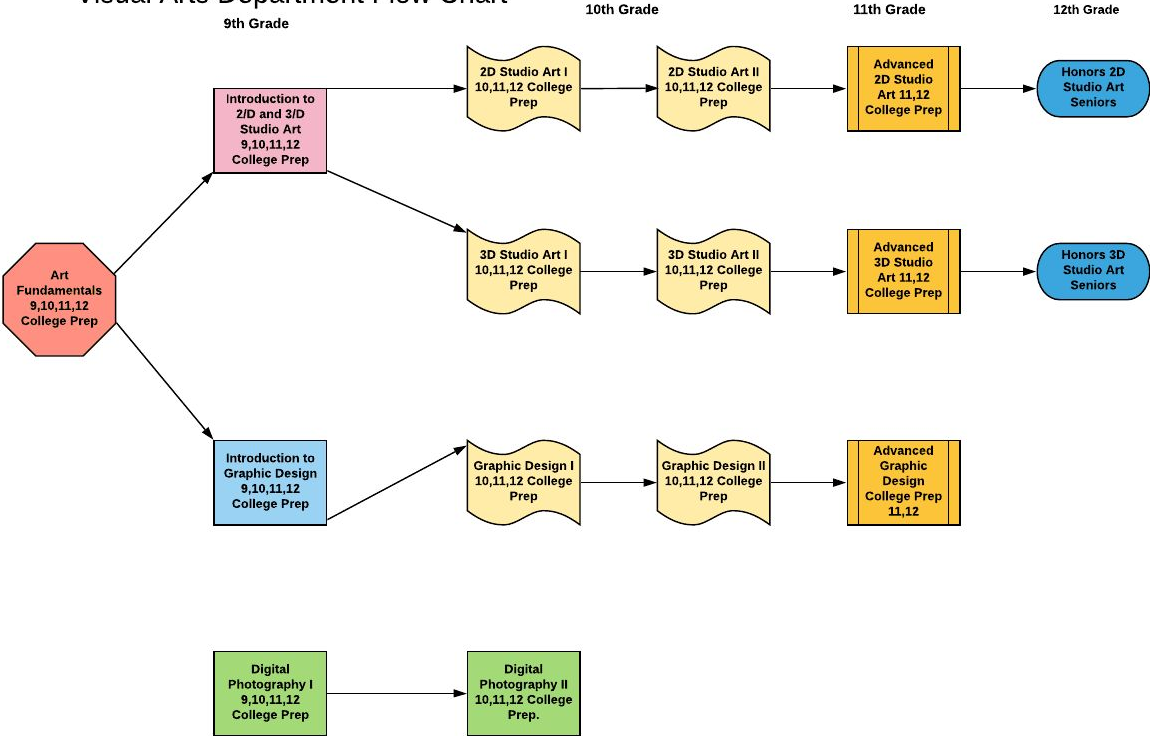 Visual Arts Department Flow Chart
9th Grade
10th Grade
11th Grade
12th Grade
Art
Fundamentals
9,10,11,12
College Prep
Introduction to
2/D and 3/D
Studio Art
9,10,11,12
College Prep
2D Studio Art I
10,11,12 College
Prep
2D Studio Art II
10,11,12 College
Prep
Advanced
2D Studio
Art 11,12
College Prep
Honors 2D
Studio Art
Seniors
3D Studio Art I
10,11,12 College
Prep
3D Studio Art II
10,11,12 College
Prep
Advanced
3D Studio
Art 11,12
College Prep
Honors 3D
Studio Art
Seniors
Introduction to
Graphic Design
9,10,11,12
College Prep
Graphic Design I
10,11,12 College
Prep
Graphic Design II
10,11,12 College
Prep
Advanced
Graphic
Design
College Prep
11,12
Digital
Photography I
9,10,11,12
College Prep
Digital
Photography II
10,11,12 College
Prep.